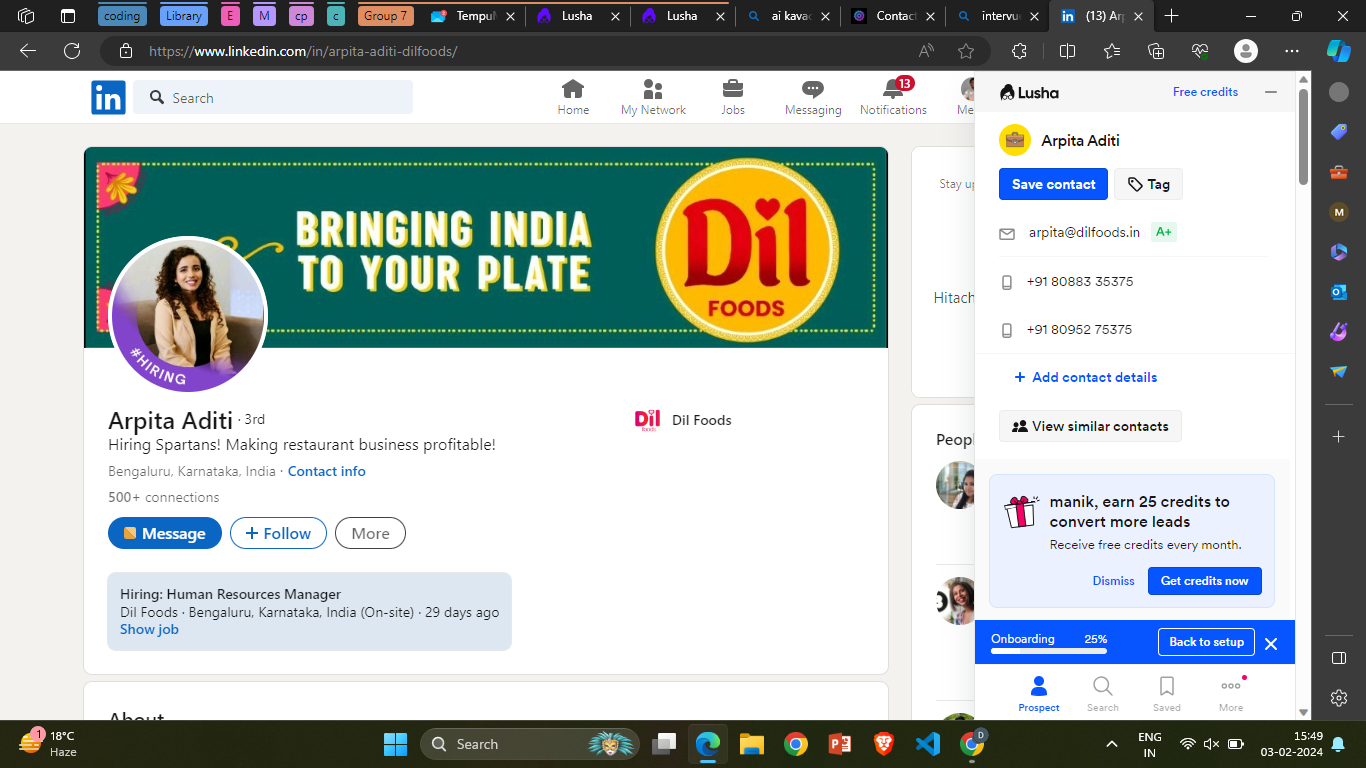 coding
Library
E
M
cp
c
Group 7
TempuM
Lusha
Lusha
ai kavac
Contact
intervue
(13) Arp
https://www.linkedin.com/in/arpita-aditi-dilfoods/
in
Search
Home
My Network
Jobs
Messaging
13
Notifications
Me
BRINGING INDIA
TO YOUR PLATE
Dil
FOODS
#HIRING
Arpita Aditi · 3rd
Hiring Spartans! Making restaurant business profitable!
Bengaluru, Karnataka, India · Contact info
500+ connections
Message
+ Follow
More
Dil
foods
Dil Foods
Hiring: Human Resources Manager
Dil Foods · Bengaluru, Karnataka, India (On-site) · 29 days ago
Show job
About
Stay up
Hitach
Peopl
Lusha
Free credits
Arpita Aditi
Save contact
Tag
arpita@dilfoods.in A+
+91 80883 35375
+91 80952 75375
+ Add contact details
View similar contacts
manik, earn 25 credits to
convert more leads
Receive free credits every month.
Dismiss
Get credits now
Onboarding 25%
Back to setup
Prospect
Search
Saved
More
M
1
18°C
Haze
Search
D
ENG
IN
15:49
03-02-2024